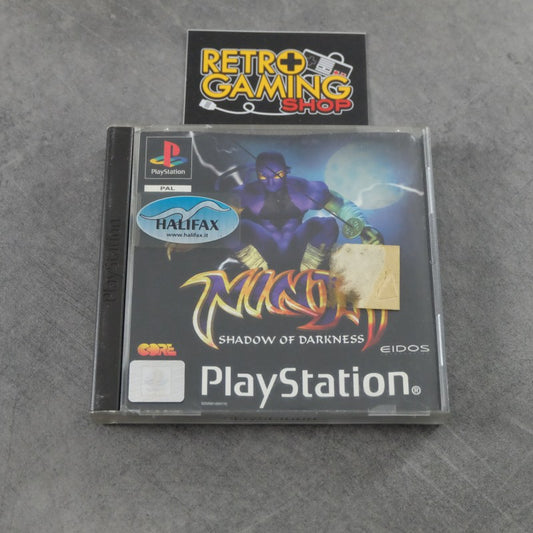 RETRO
GAMING
SHOP
PlayStation
PAL
HALIFAX
www.halifax.it
NINJA
SHADOW OF DARKNESS
CORE
EIDOS
PlayStation®
PlayStation